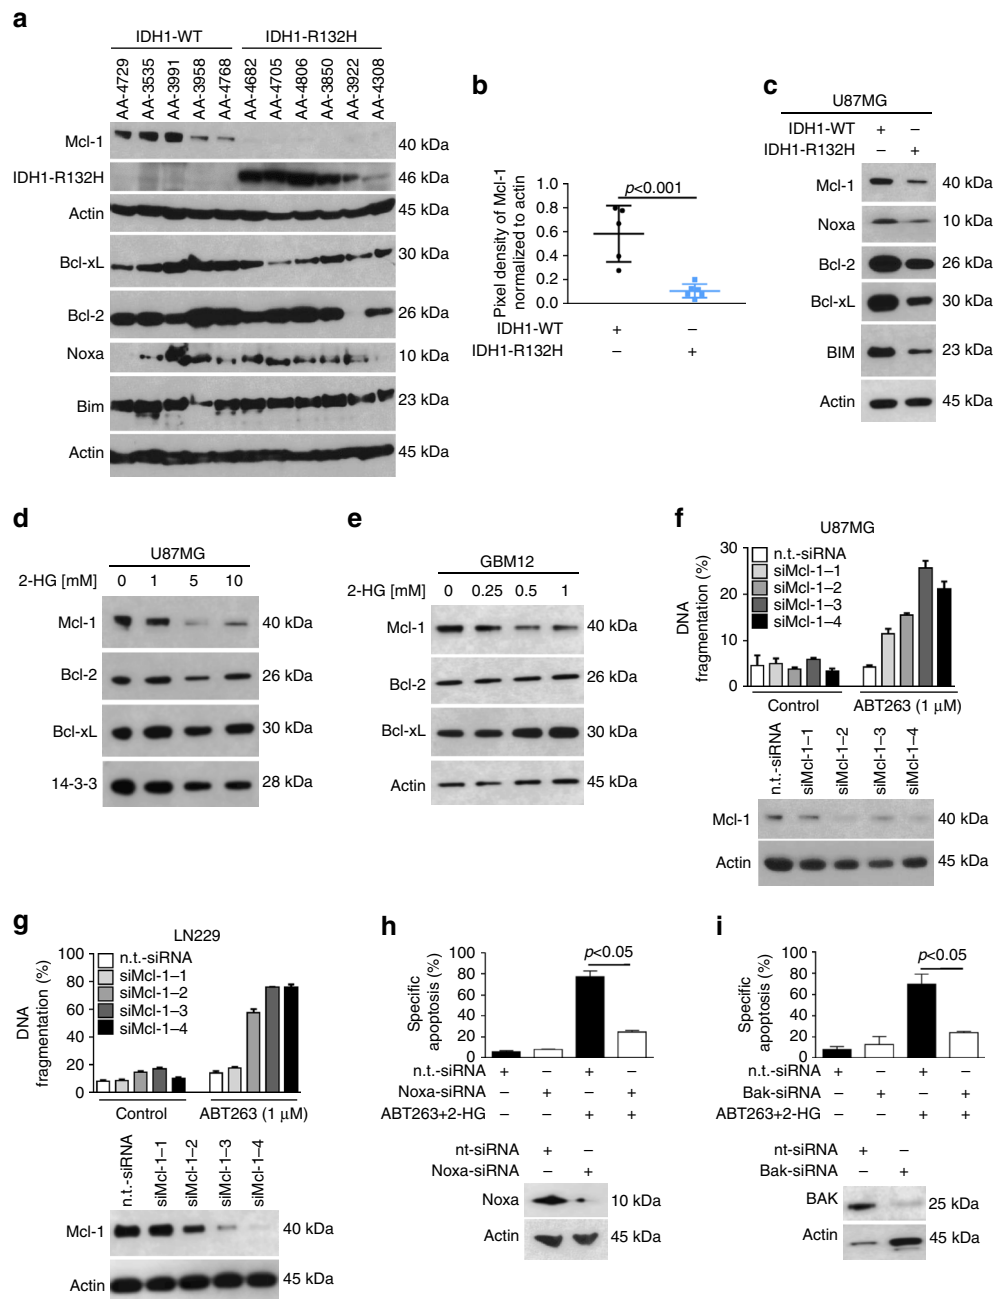 a
IDH1-WT IDH1-R132H
AA-4729 AA-3535 AA-3991 AA-3958 AA-4768 AA-4682 AA-4705 AA-4806 AA-3850 AA-3922 AA-4308
Mcl-1 40 kDa
IDH1-R132H 46 kDa
Actin 45 kDa
Bcl-xL 30 kDa
Bcl-2 26 kDa
Noxa 10 kDa
Bim 23 kDa
Actin 45 kDa
b
Pixel density of Mcl-1
normalized to actin
1.0
0.8
0.6
0.4
0.2
0.0
p<0.001
IDH1-WT + –
IDH1-R132H – +
c
U87MG
IDH1-WT + –
IDH1-R132H – +
Mcl-1 40 kDa
Noxa 10 kDa
Bcl-2 26 kDa
Bcl-xL 30 kDa
BIM 23 kDa
Actin 45 kDa
d
U87MG
2-HG [mM] 0 1 5 10
Mcl-1 40 kDa
Bcl-2 26 kDa
Bcl-xL 30 kDa
14-3-3 28 kDa
e
GBM12
2-HG [mM] 0 0.25 0.5 1
Mcl-1 40 kDa
Bcl-2 26 kDa
Bcl-xL 30 kDa
Actin 45 kDa
f
U87MG
DNA
fragmentation (%)
30
20
10
0
n.t.-siRNA
siMcl-1–1
siMcl-1–2
siMcl-1–3
siMcl-1–4
Control ABT263 (1 µM)
n.t.-siRNA siMcl-1–1 siMcl-1–2 siMcl-1–3 siMcl-1–4
Mcl-1 40 kDa
Actin 45 kDa
g
LN229
DNA
fragmentation (%)
100
80
60
40
20
0
n.t.-siRNA
siMcl-1–1
siMcl-1–2
siMcl-1–3
siMcl-1–4
Control ABT263 (1 µM)
n.t.-siRNA siMcl-1–1 siMcl-1–2 siMcl-1–3 siMcl-1–4
Mcl-1 40 kDa
Actin 45 kDa
h
Specific
apoptosis (%)
100
80
60
40
20
0
p<0.05
n.t.-siRNA + – + –
Noxa-siRNA – + – +
ABT263+2-HG – – + +
nt-siRNA + –
Noxa-siRNA – +
Noxa 10 kDa
Actin 45 kDa
i
Specific
apoptosis (%)
100
80
60
40
20
0
p<0.05
n.t.-siRNA + – + –
Bak-siRNA – + – +
ABT263+2-HG – – + +
nt-siRNA + –
Bak-siRNA – +
BAK 25 kDa
Actin 45 kDa